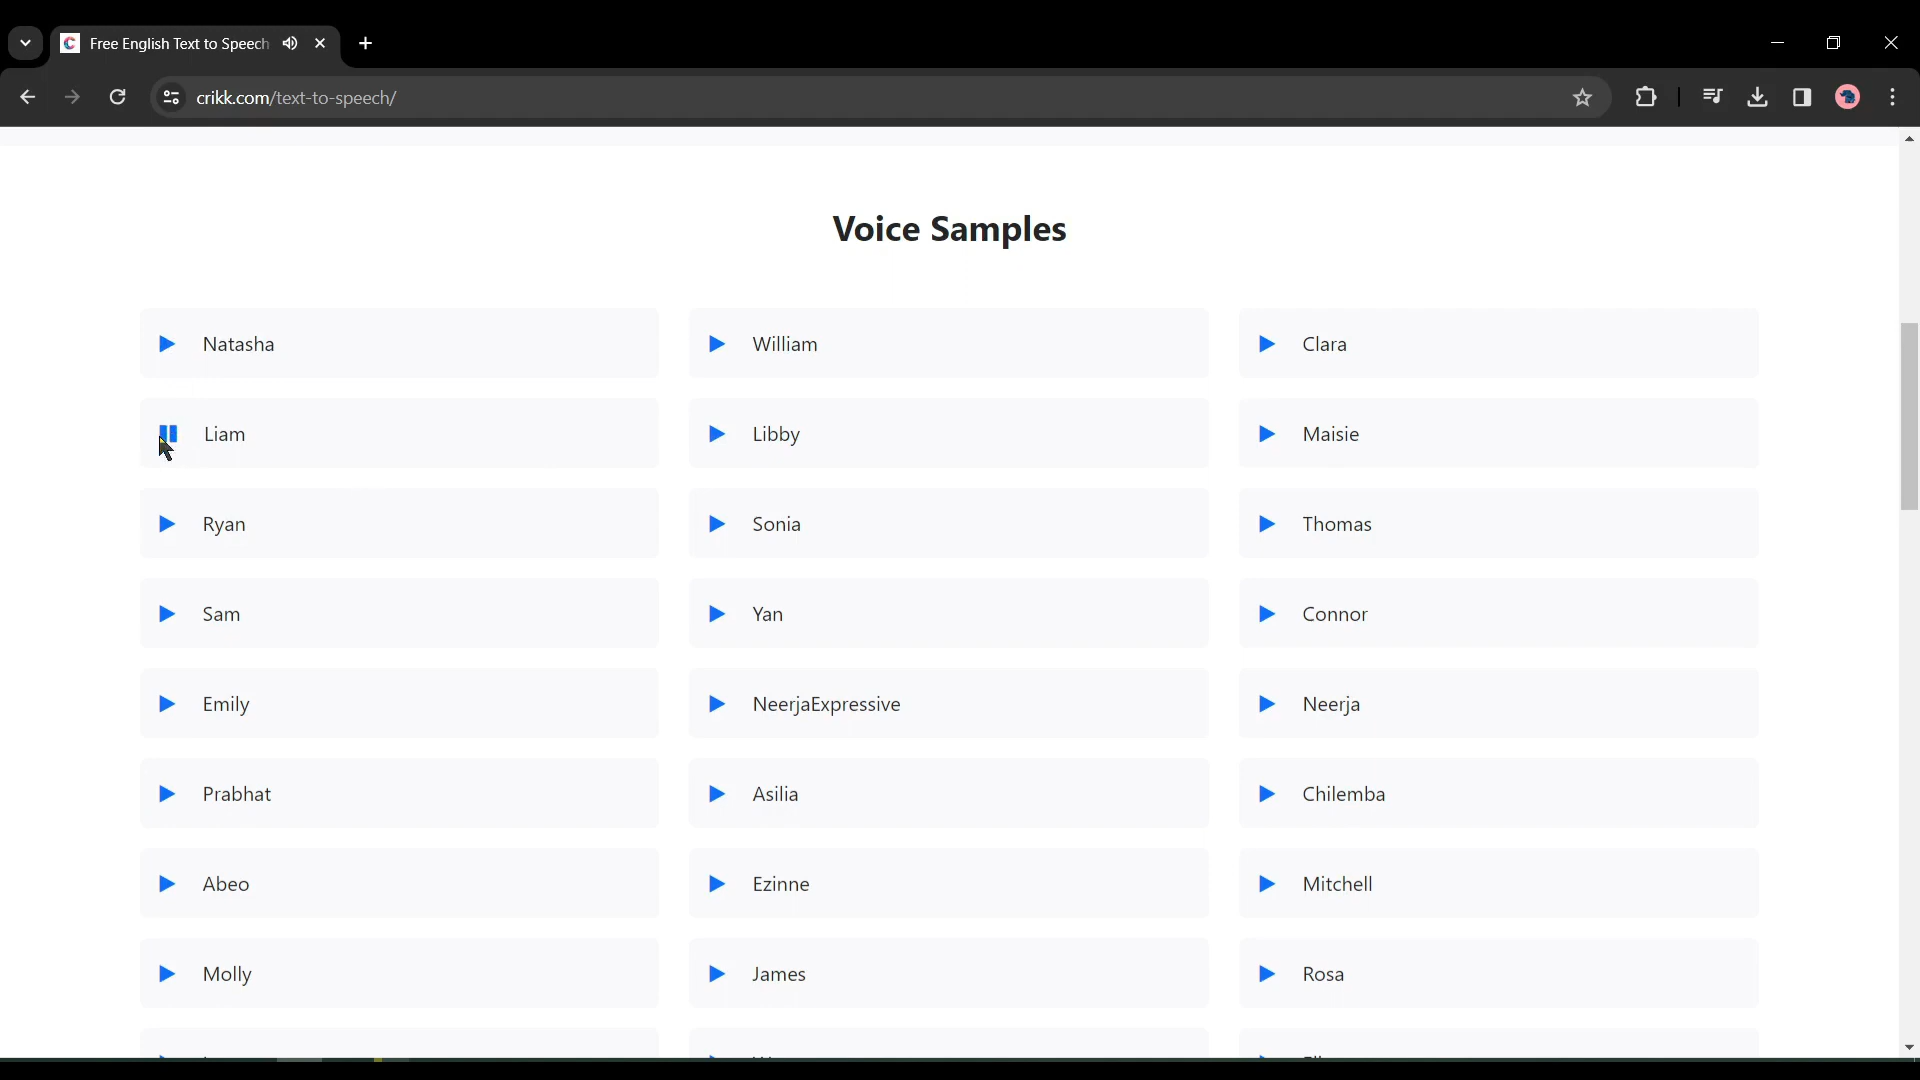 Free English Text to Speech
crikk.com/text-to-speech/
Voice Samples
Natasha
William
Clara
Liam
Libby
Maisie
Ryan
Sonia
Thomas
Sam
Yan
Connor
Emily
NeerjaExpressive
Neerja
Prabhat
Asilia
Chilemba
Abeo
Ezinne
Mitchell
Molly
James
Rosa